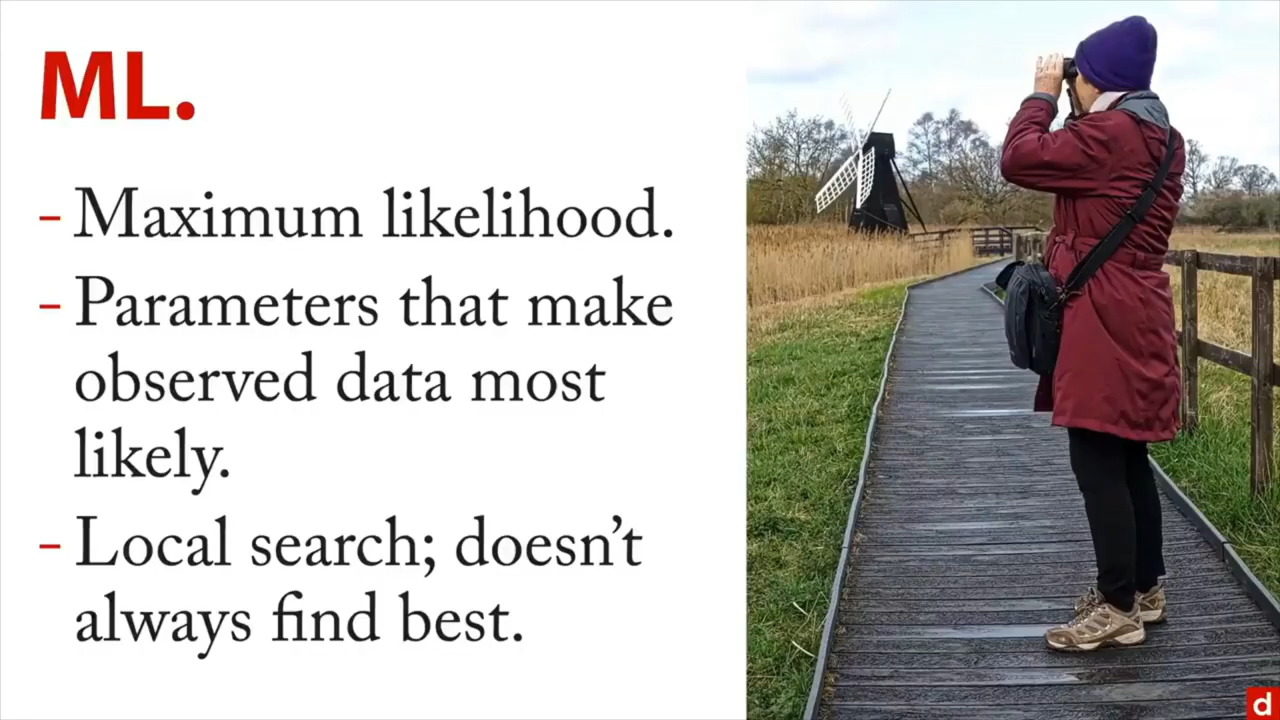 ML.
- Maximum likelihood.
- Parameters that make
observed data most
likely.
- Local search; doesn’t
always find best.
d